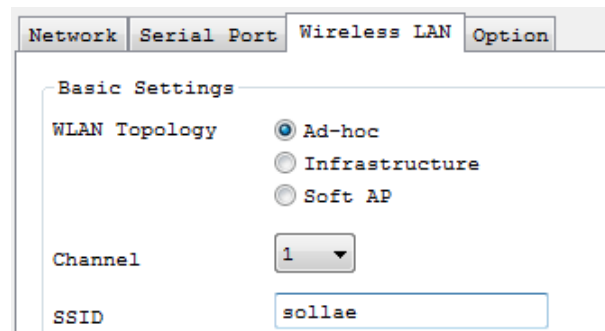 Network Serial Port Wireless LAN Option
Basic Settings
WLAN Topology Ad-hoc
Infrastructure
Soft AP
Channel 1
SSID sollae